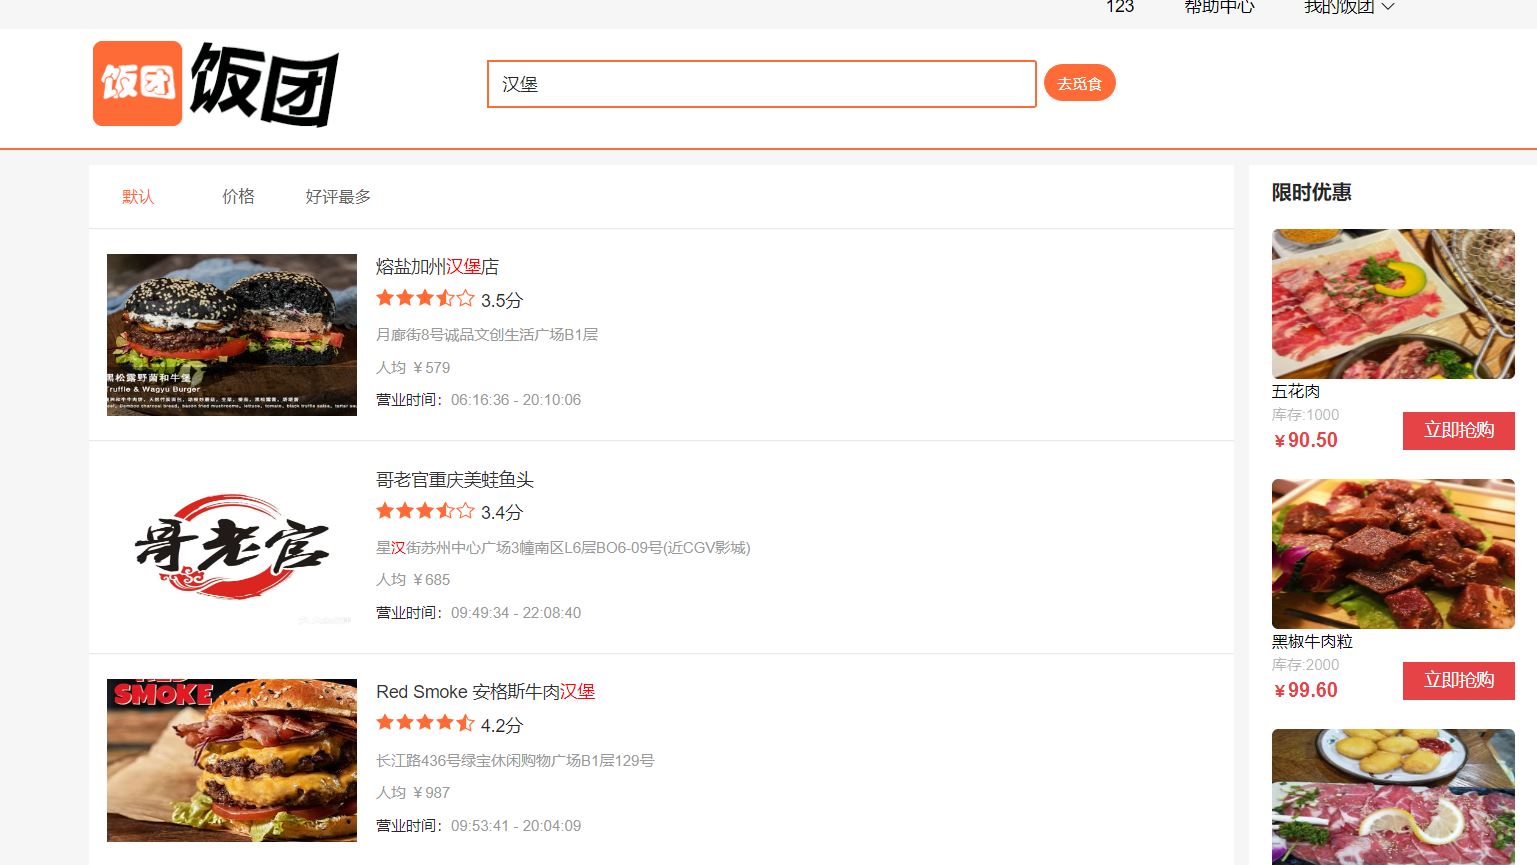 123
帮助中心
我的饭团
饭团
饭团
汉堡
去觅食
默认
价格
好评最多
熔盐加州汉堡店
3.5分
月廊街8号诚品文创生活广场B1层
人均 ￥579
营业时间：06:16:36 - 20:10:06
黑松露野菌和牛堡
Truffle & Wagyu Burger
哥老官重庆美蛙鱼头
3.4分
星汉街苏州中心广场3幢南区L6层BO6-09号(近CGV影城)
人均 ￥685
营业时间：09:49:34 - 22:08:40
哥老官
Red Smoke 安格斯牛肉汉堡
4.2分
长江路436号绿宝休闲购物广场B1层129号
人均 ￥987
营业时间：09:53:41 - 20:04:09
SMOKE
限时优惠
五花肉
库存:1000
￥90.50
立即抢购
黑椒牛肉粒
库存:2000
￥99.60
立即抢购